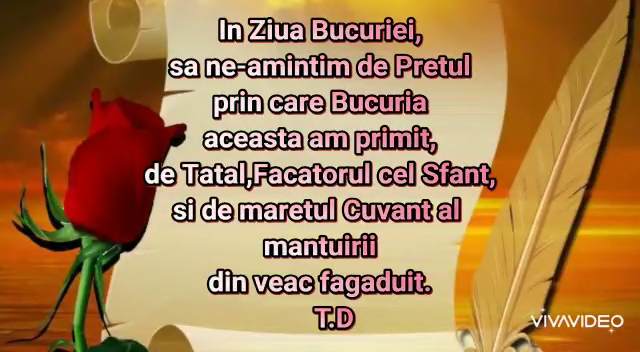 In Ziua Bucuriei,
sa ne-amintim de Pretul
prin care Bucuria
aceasta am primit,
de Tatal,Facatorul cel Sfant,
si de maretul Cuvant al
mantuirii
din veac fagaduit.
T.D
VIVAVIDEO